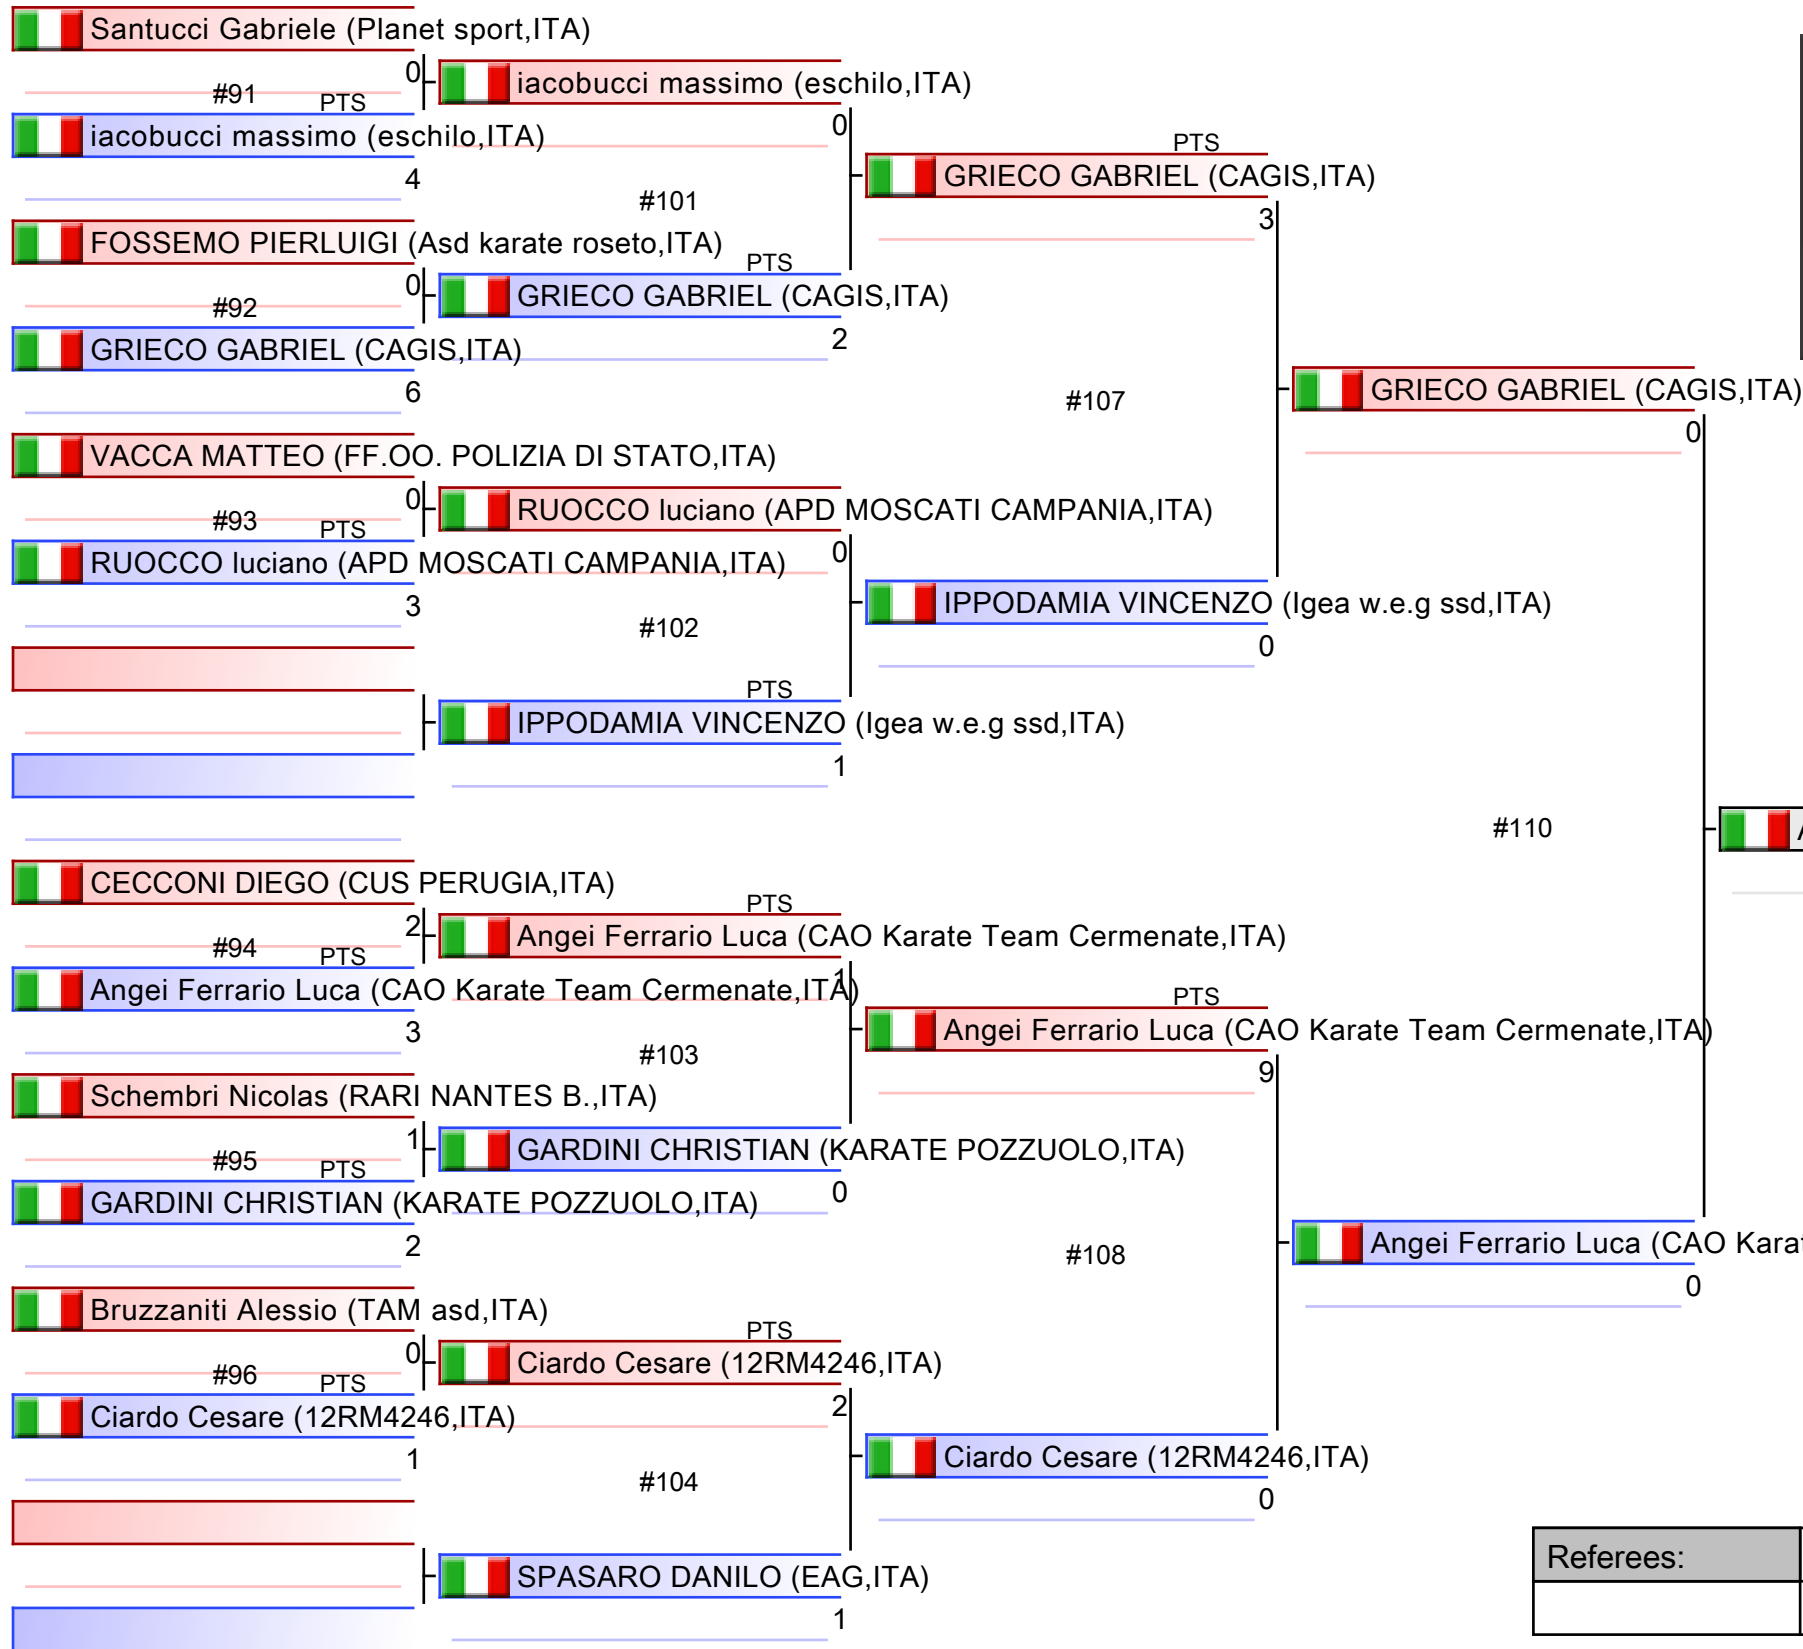 Santucci Gabriele (Planet sport,ITA)
0
#91
PTS
iacobucci massimo (eschilo,ITA)
4
FOSSEMO PIERLUIGI (Asd karate roseto,ITA)
0
#92
GRIECO GABRIEL (CAGIS,ITA)
6
VACCA MATTEO (FF.OO. POLIZIA DI STATO,ITA)
0
#93
PTS
RUOCCO luciano (APD MOSCATI CAMPANIA,ITA)
3
CECCONI DIEGO (CUS PERUGIA,ITA)
2
#94
PTS
Angei Ferrario Luca (CAO Karate Team Cermenate,ITA)
3
Schembri Nicolas (RARI NANTES B.,ITA)
1
#95
PTS
GARDINI CHRISTIAN (KARATE POZZUOLO,ITA)
2
Bruzzaniti Alessio (TAM asd,ITA)
0
#96
PTS
Ciardo Cesare (12RM4246,ITA)
1
iacobucci massimo (eschilo,ITA)
0
#101
PTS
GRIECO GABRIEL (CAGIS,ITA)
2
RUOCCO luciano (APD MOSCATI CAMPANIA,ITA)
0
#102
PTS
IPPODAMIA VINCENZO (Igea w.e.g ssd,ITA)
1
PTS
Angei Ferrario Luca (CAO Karate Team Cermenate,ITA)
1
#103
GARDINI CHRISTIAN (KARATE POZZUOLO,ITA)
0
PTS
Ciardo Cesare (12RM4246,ITA)
2
#104
SPASARO DANILO (EAG,ITA)
1
PTS
GRIECO GABRIEL (CAGIS,ITA)
3
#107
IPPODAMIA VINCENZO (Igea w.e.g ssd,ITA)
0
PTS
Angei Ferrario Luca (CAO Karate Team Cermenate,ITA)
9
#108
Ciardo Cesare (12RM4246,ITA)
0
GRIECO GABRIEL (CAGIS,ITA)
0
#110
Angei Ferrario Luca (CAO
0
Referees: